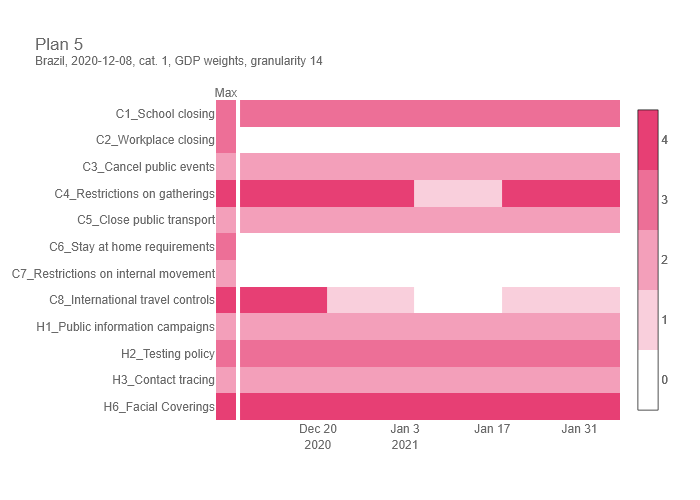 Plan 5
Brazil, 2020-12-08, cat. 1, GDP weights, granularity 14
Max
C1_School closing
C2_Workplace closing
C3_Cancel public events
C4_Restrictions on gatherings
C5_Close public transport
C6_Stay at home requirements
C7_Restrictions on internal movement
C8_International travel controls
H1_Public information campaigns
H2_Testing policy
H3_Contact tracing
H6_Facial Coverings
Dec 20 Jan 3 Jan 17 Jan 31
2020 2021
4
3
2
1
0